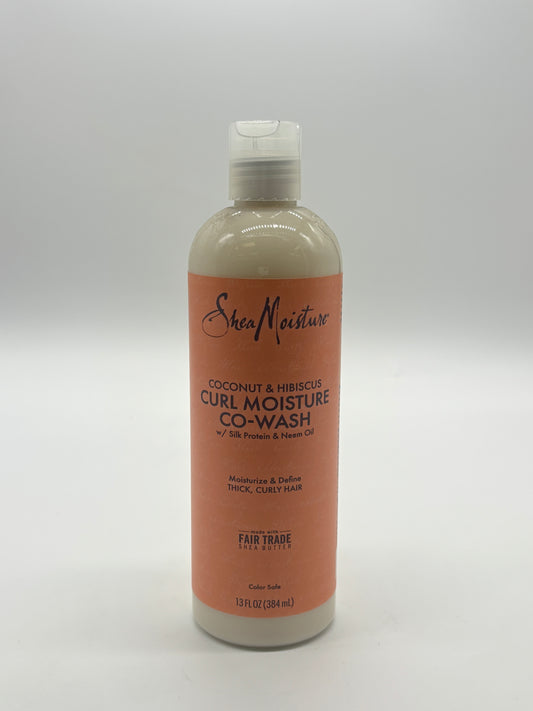 SheaMoisture
COCONUT & HIBISCUS
CURL MOISTURE
CO-WASH
w/ Silk Protein & Neem Oil
Moisturize & Define
THICK, CURLY HAIR
made with
FAIR TRADE
SHEA BUTTER
Color Safe
13 FL OZ (384 mL)